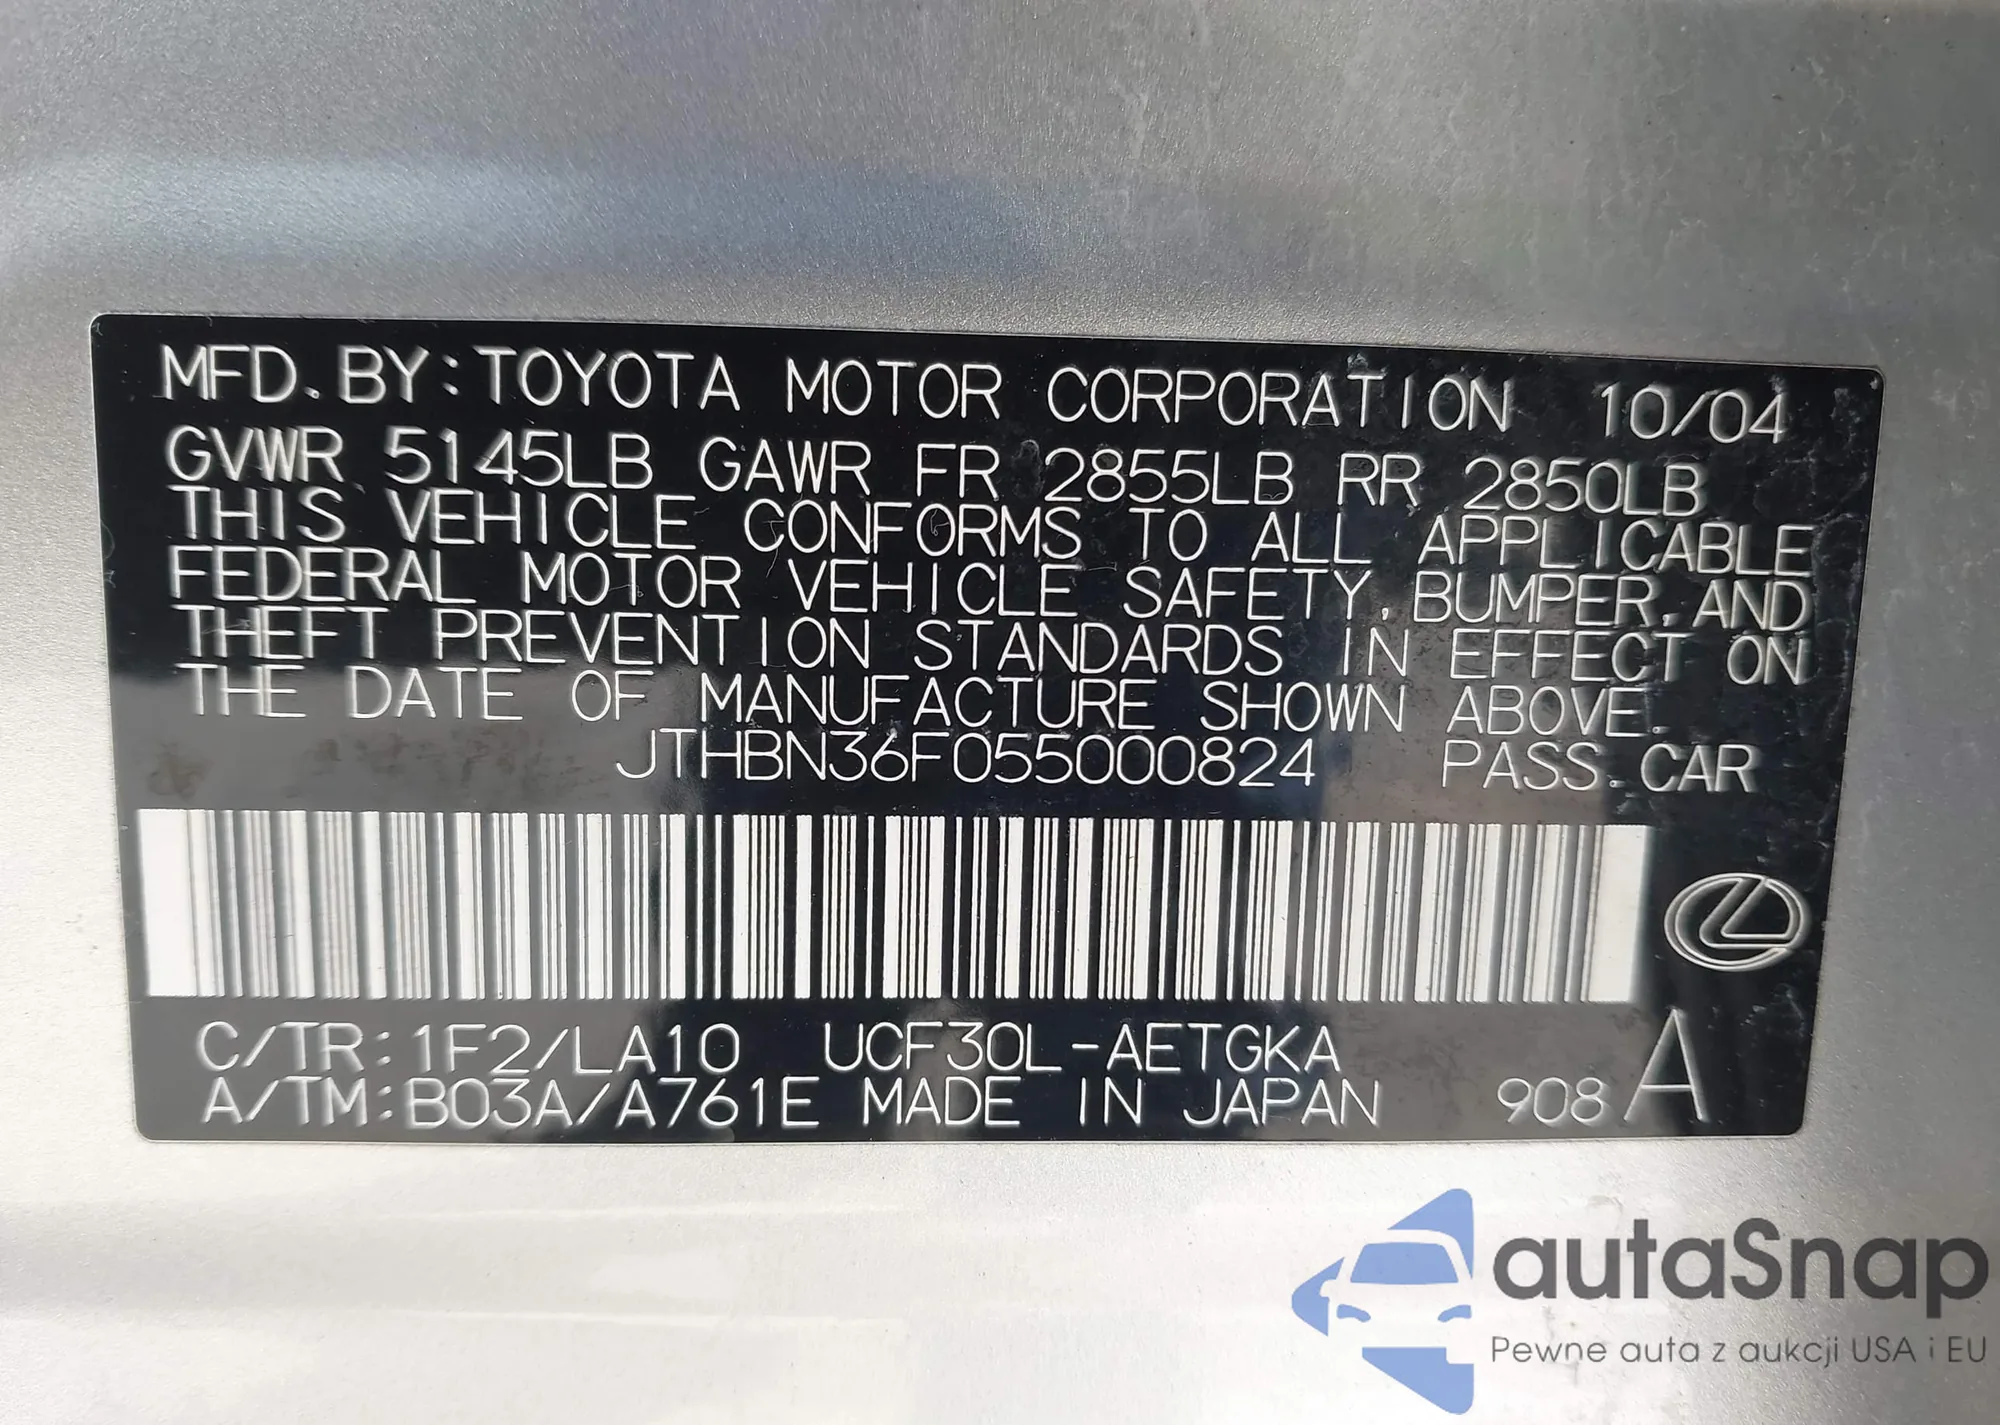 MFD. BY: TOYOTA MOTOR CORPORATION 10/04
GVWR 5145LB GAWR FR 2855LB RR 2850LB
THIS VEHICLE CONFORMS TO ALL APPLICABLE
FEDERAL MOTOR VEHICLE SAFETY, BUMPER, AND
THEFT PREVENTION STANDARDS IN EFFECT ON
THE DATE OF MANUFACTURE SHOWN ABOVE.
JTHBN36F055000824 PASS. CAR
C/TR: 1F2/LA10 UCF30L-AETGKA
A/TM: B03A/A761E MADE IN JAPAN 908 A
autaSnap
Pewne auta z aukcji USA i EU